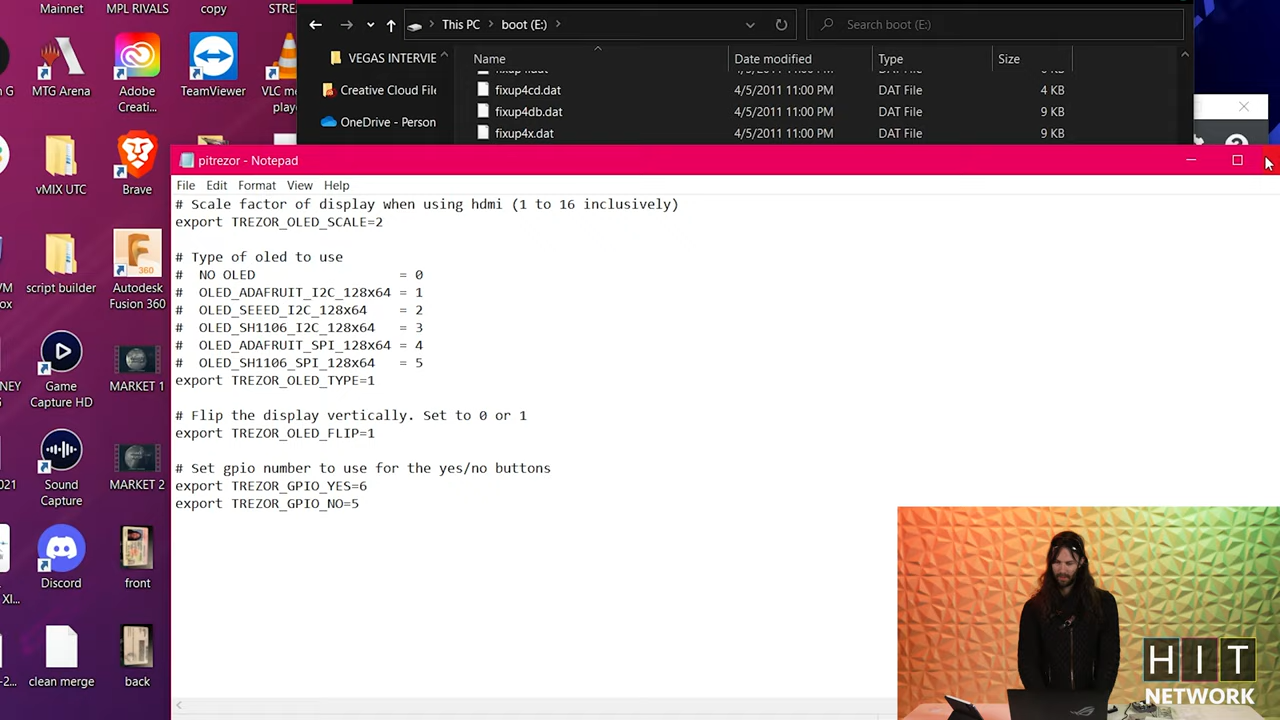 Mainnet
MPL RIVALS
copy
STRE
MTG Arena
Adobe
Creati...
TeamViewer
VLC me
playe
vMIX UTC
Brave
script builder
Autodesk
Fusion 360
Game
Capture HD
MARKET 1
Sound
Capture
MARKET 2
Discord
front
clean merge
back
This PC
boot (E:)
Search boot (E:)
VEGAS INTERVIE
Creative Cloud File
OneDrive - Person
Name
Date modified
Type
Size
fixup4cd.dat 4/5/2011 11:00 PM DAT File 4 KB
fixup4db.dat 4/5/2011 11:00 PM DAT File 9 KB
fixup4x.dat 4/5/2011 11:00 PM DAT File 9 KB
pitrezor - Notepad
File Edit Format View Help
# Scale factor of display when using hdmi (1 to 16 inclusively)
export TREZOR_OLED_SCALE=2
# Type of oled to use
# NO OLED = 0
# OLED_ADAFRUIT_I2C_128x64 = 1
# OLED_SEEED_I2C_128x64 = 2
# OLED_SH1106_I2C_128x64 = 3
# OLED_ADAFRUIT_SPI_128x64 = 4
# OLED_SH1106_SPI_128x64 = 5
export TREZOR_OLED_TYPE=1
# Flip the display vertically. Set to 0 or 1
export TREZOR_OLED_FLIP=1
# Set gpio number to use for the yes/no buttons
export TREZOR_GPIO_YES=6
export TREZOR_GPIO_NO=5
HIT
NETWORK